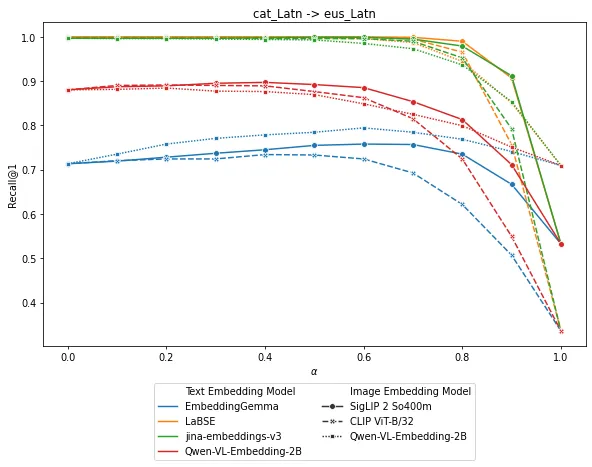 cat_Latn -> eus_Latn
Recall@1
1.0
0.9
0.8
0.7
0.6
0.5
0.4
0.0 0.2 0.4 0.6 0.8 1.0
α
Text Embedding Model Image Embedding Model
EmbeddingGemma SigLIP 2 So400m
LaBSE CLIP ViT-B/32
jina-embeddings-v3 Qwen-VL-Embedding-2B
Qwen-VL-Embedding-2B